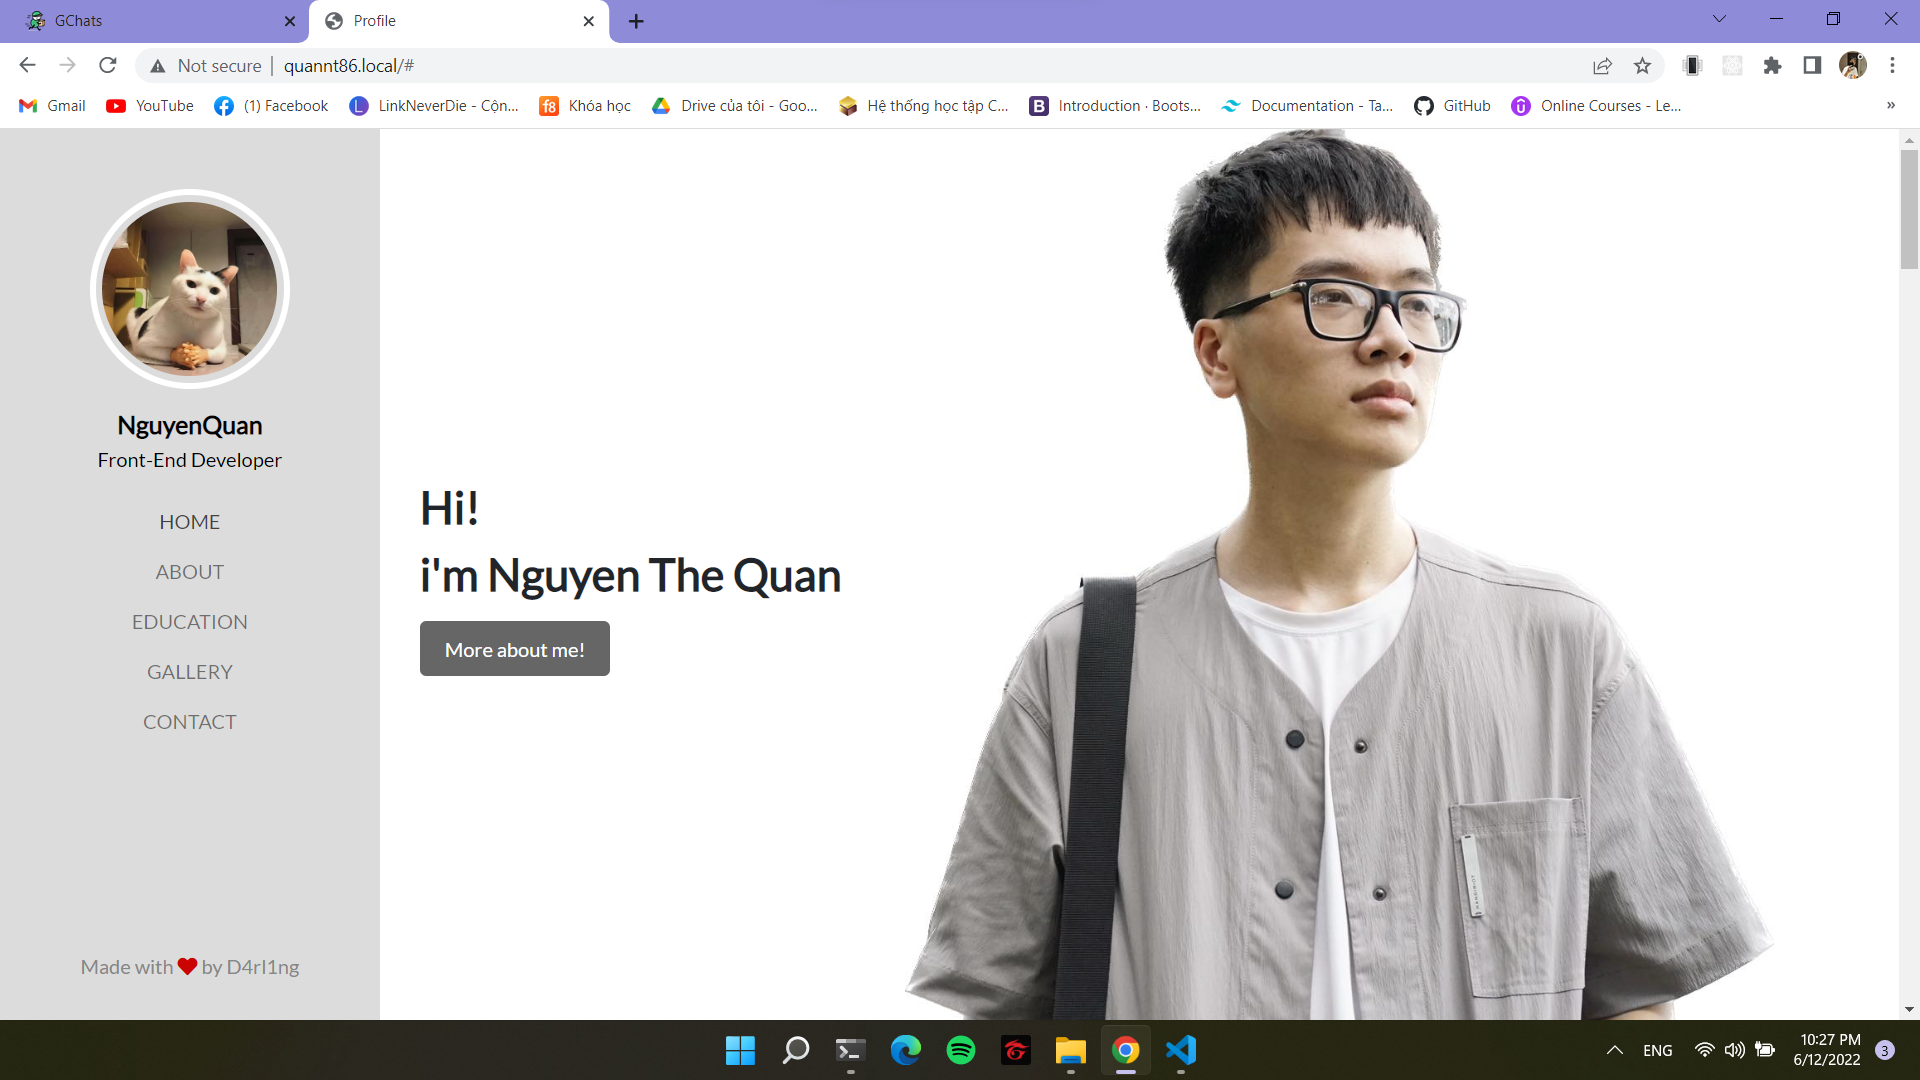 GChats
Profile
Not secure | quannt86.local/#
Gmail
YouTube
(1) Facebook
LinkNeverDie - Cộn...
Khóa học
Drive của tôi - Goo...
Hệ thống học tập C...
Introduction · Boots...
Documentation - Ta...
GitHub
Online Courses - Le...
»
NguyenQuan
Front-End Developer
HOME
ABOUT
EDUCATION
GALLERY
CONTACT
Made with ❤ by D4rl1ng
Hi!
i'm Nguyen The Quan
More about me!
ENG
10:27 PM
6/12/2022
3